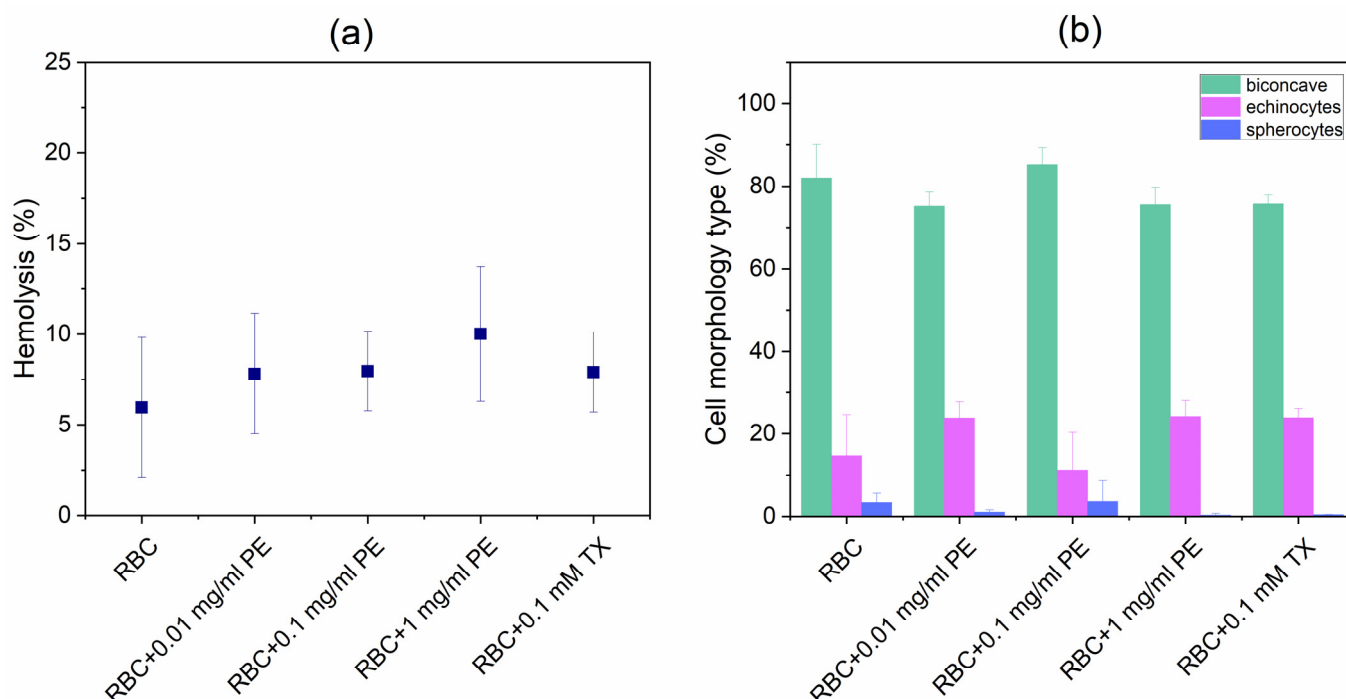 (a)
25
20
15
10
5
0
Hemolysis (%)
RBC
RBC+0.01 mg/ml PE
RBC+0.1 mg/ml PE
RBC+1 mg/ml PE
RBC+0.1 mM TX
(b)
biconcave
echinocytes
spherocytes
100
80
60
40
20
0
Cell morphology type (%)
RBC
RBC+0.01 mg/ml PE
RBC+0.1 mg/ml PE
RBC+1 mg/ml PE
RBC+0.1 mM TX